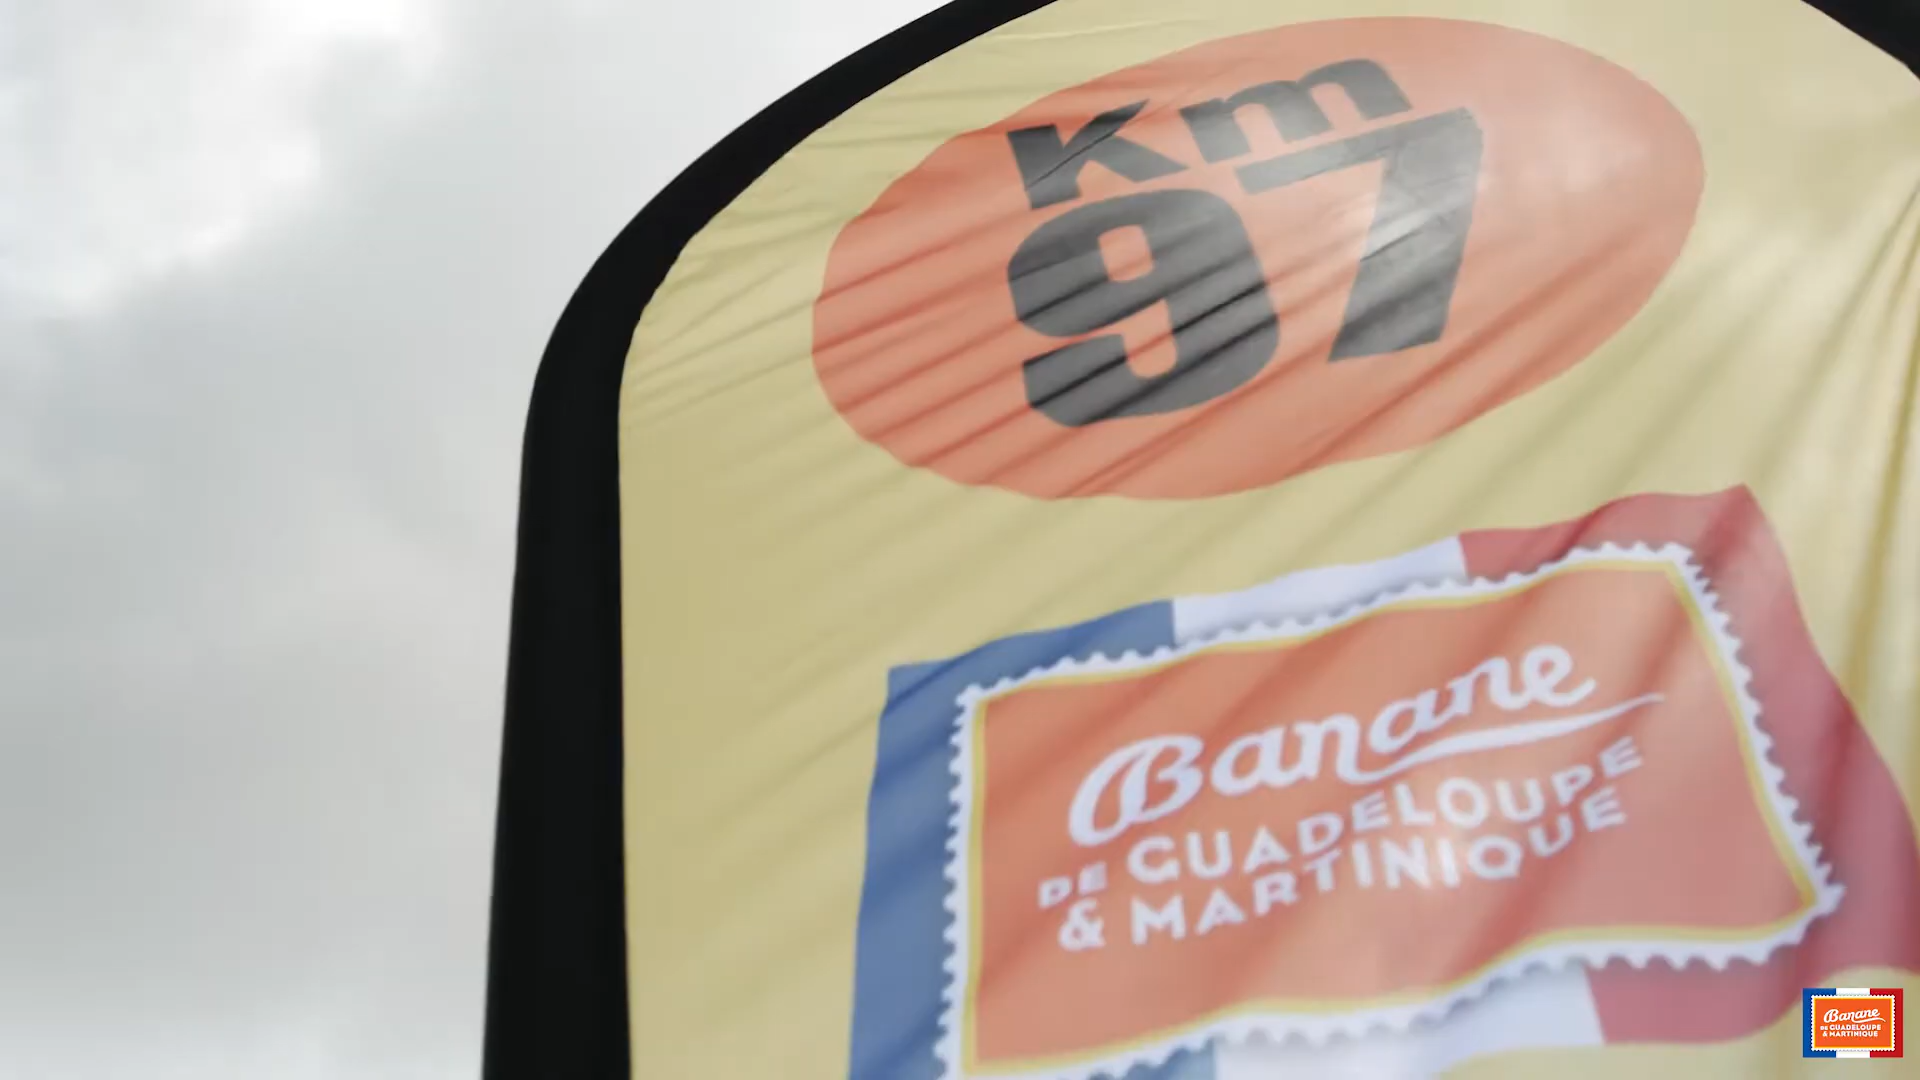 Km
97
Banane
DE GUADELOUPE
& MARTINIQUE
Banane
DE GUADELOUPE
& MARTINIQUE